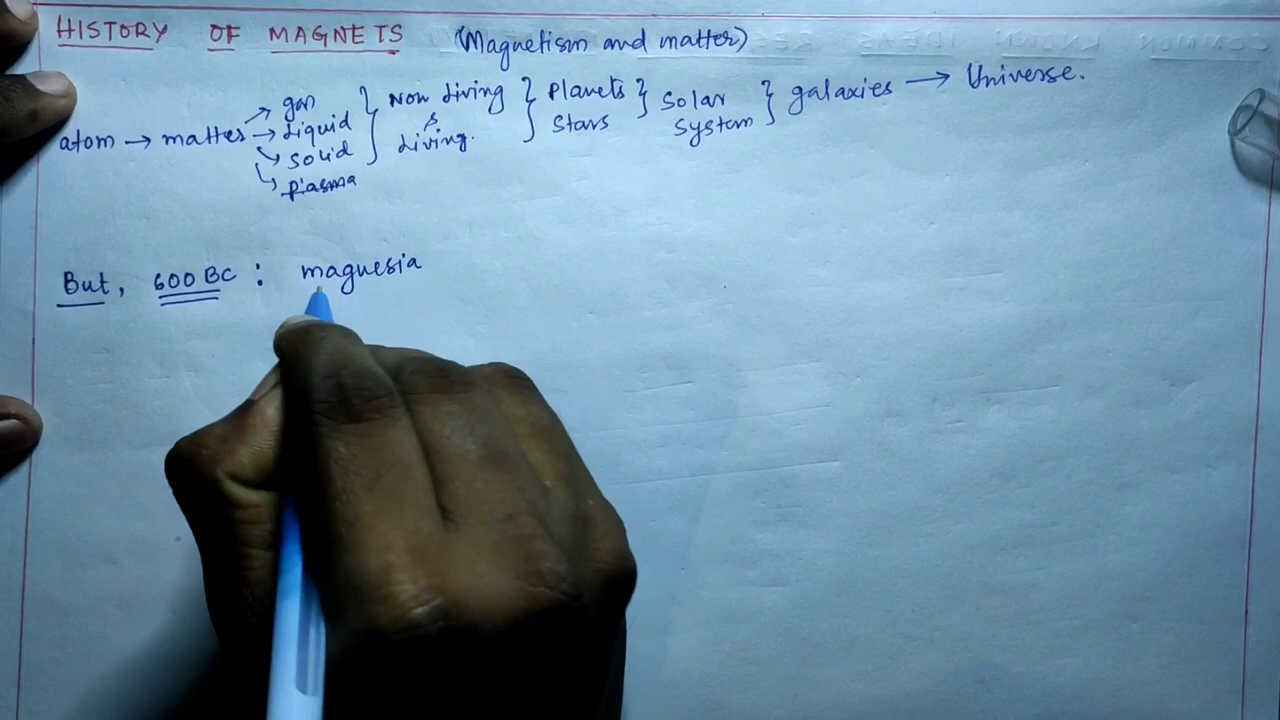 HISTORY OF MAGNETS (Magnetism and matter)
atom → matter → gas } Non living } Planets } Solar } galaxies → Universe.
→ Liquid & Stars System
→ solid living.
→ plasma
But, 600 BC : magnesia